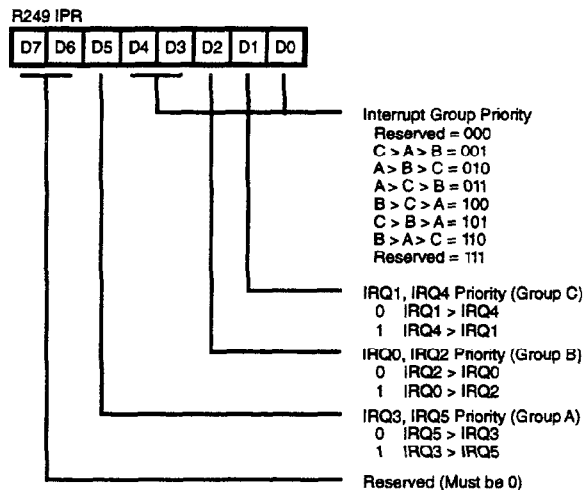 R249 IPR
D7 D6 D5 D4 D3 D2 D1 D0
Interrupt Group Priority
Reserved = 000
C > A > B = 001
A > B > C = 010
A > C > B = 011
B > C > A = 100
C > B > A = 101
B > A > C = 110
Reserved = 111
IRQ1, IRQ4 Priority (Group C)
0 IRQ1 > IRQ4
1 IRQ4 > IRQ1
IRQ0, IRQ2 Priority (Group B)
0 IRQ2 > IRQ0
1 IRQ0 > IRQ2
IRQ3, IRQ5 Priority (Group A)
0 IRQ5 > IRQ3
1 IRQ3 > IRQ5
Reserved (Must be 0)